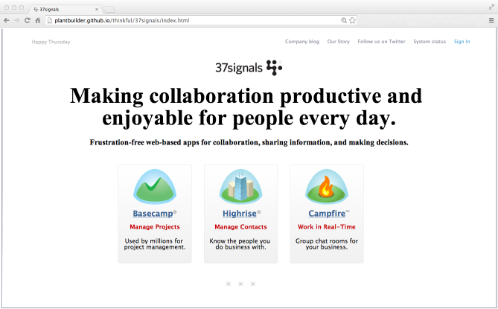 37signals
plantbuilder.github.io/thinkful/37signals/index.html
Happy Thursday
Company blog Our Story Follow us on Twitter System status Sign In
37signals
Making collaboration productive and
enjoyable for people every day.
Frustration-free web-based apps for collaboration, sharing information, and making decisions.
Basecamp®
Manage Projects
Used by millions for
project management.
Highrise®
Manage Contacts
Know the people you
do business with.
Campfire™
Work in Real-Time
Group chat rooms for
your business.